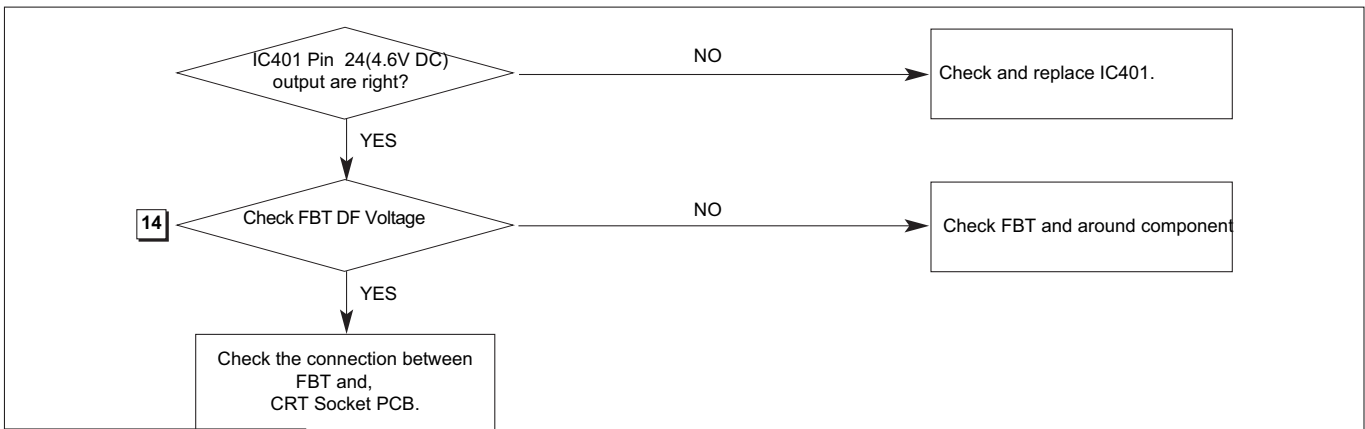 IC401 Pin 24(4.6V DC)
output are right?
NO
Check and replace IC401.
YES
14
Check FBT DF Voltage
NO
Check FBT and around component
YES
Check the connection between
FBT and,
CRT Socket PCB.